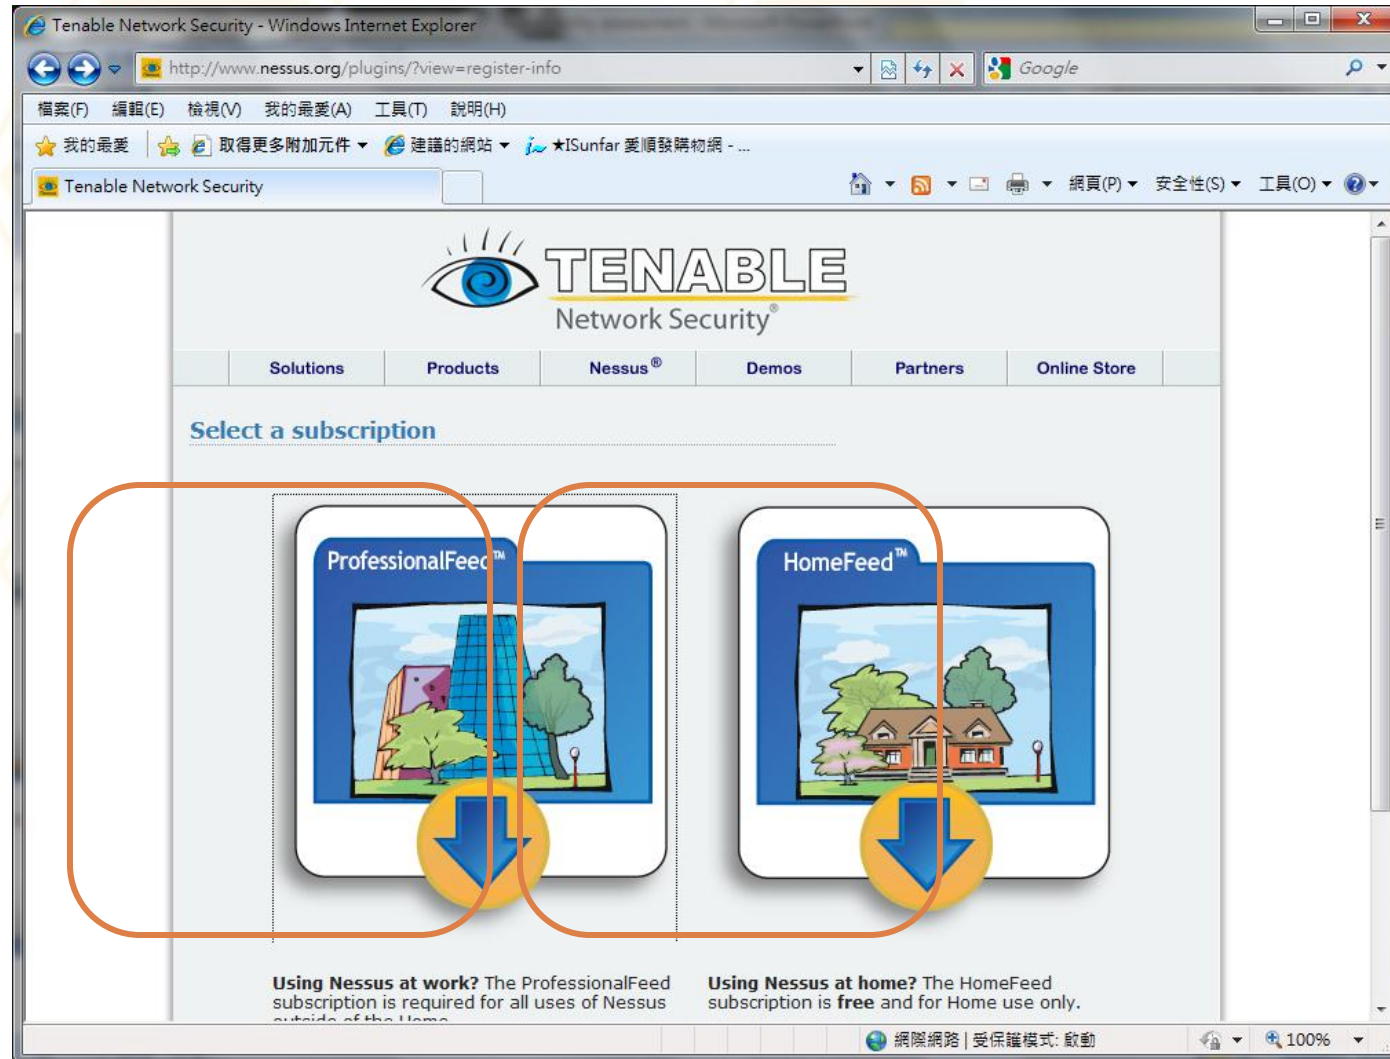 Tenable Network Security - Windows Internet Explorer
http://www.nessus.org/plugins/?view=register-info
Google
檔案(F) 編輯(E) 檢視(V) 我的最愛(A) 工具(T) 說明(H)
我的最愛 取得更多附加元件 建議的網站 ★ISunfar 愛順發購物網 - ...
Tenable Network Security 網頁(P) 安全性(S) 工具(O)
TENABLE
Network Security®
Solutions Products Nessus® Demos Partners Online Store
Select a subscription
ProfessionalFeed™
HomeFeed™
Using Nessus at work? The ProfessionalFeed
subscription is required for all uses of Nessus
outside of the Home
Using Nessus at home? The HomeFeed
subscription is free and for Home use only.
網際網路 | 受保護模式: 啟動 100%